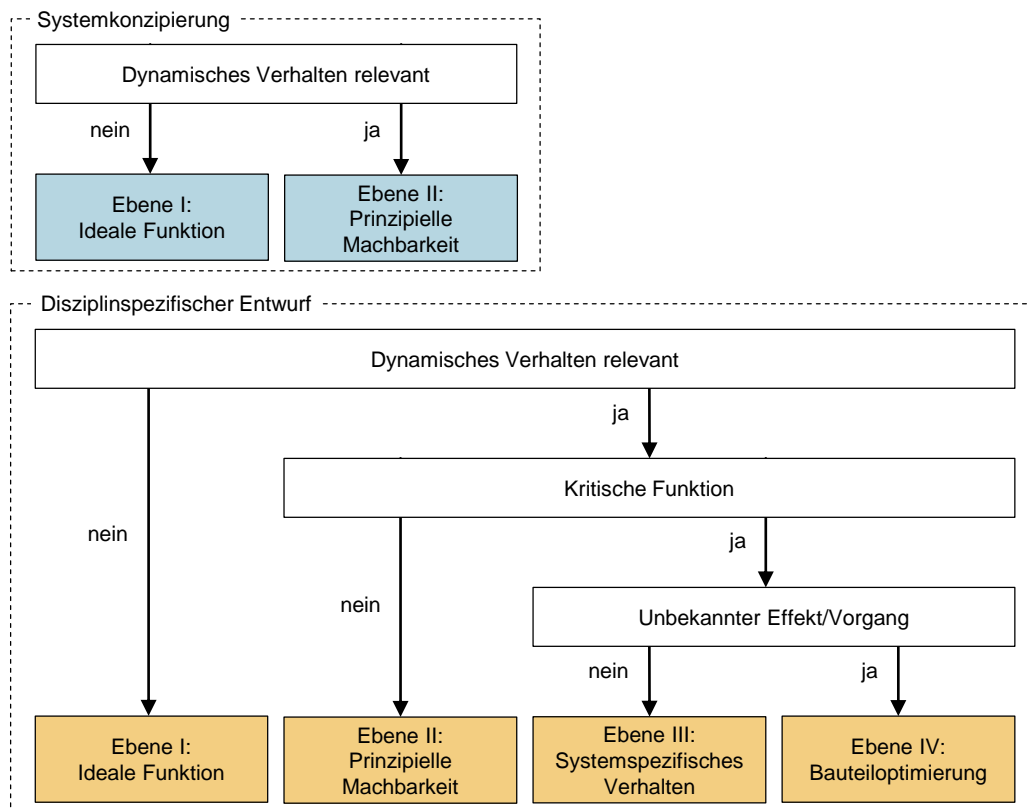 Systemkonzipierung
Dynamisches Verhalten relevant
nein
ja
Ebene I:
Ideale Funktion
Ebene II:
Prinzipielle
Machbarkeit
Disziplinspezifischer Entwurf
Dynamisches Verhalten relevant
ja
Kritische Funktion
nein
ja
nein
Unbekannter Effekt/Vorgang
nein
ja
Ebene I:
Ideale Funktion
Ebene II:
Prinzipielle
Machbarkeit
Ebene III:
Systemspezifisches
Verhalten
Ebene IV:
Bauteiloptimierung